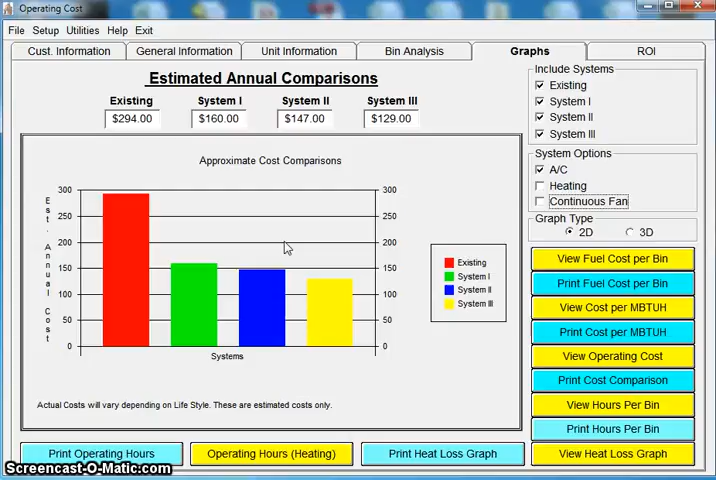 Operating Cost
File Setup Utilities Help Exit
Cust. Information General Information Unit Information Bin Analysis Graphs ROI
Estimated Annual Comparisons
Existing System I System II System III
$294.00 $160.00 $147.00 $129.00
Approximate Cost Comparisons
Est. Annual Cost
300 300
250 250
200 200
150 150
100 100
50 50
0 0
Systems
Existing
System I
System II
System III
Actual Costs will vary depending on Life Style. These are estimated costs only.
Include Systems
Existing
System I
System II
System III
System Options
A/C
Heating
Continuous Fan
Graph Type
2D 3D
View Fuel Cost per Bin
Print Fuel Cost per Bin
View Cost per MBTUH
Print Cost per MBTUH
View Operating Cost
Print Cost Comparison
View Hours Per Bin
Print Hours Per Bin
View Heat Loss Graph
Print Operating Hours Operating Hours (Heating) Print Heat Loss Graph
Screencast-O-Matic.com